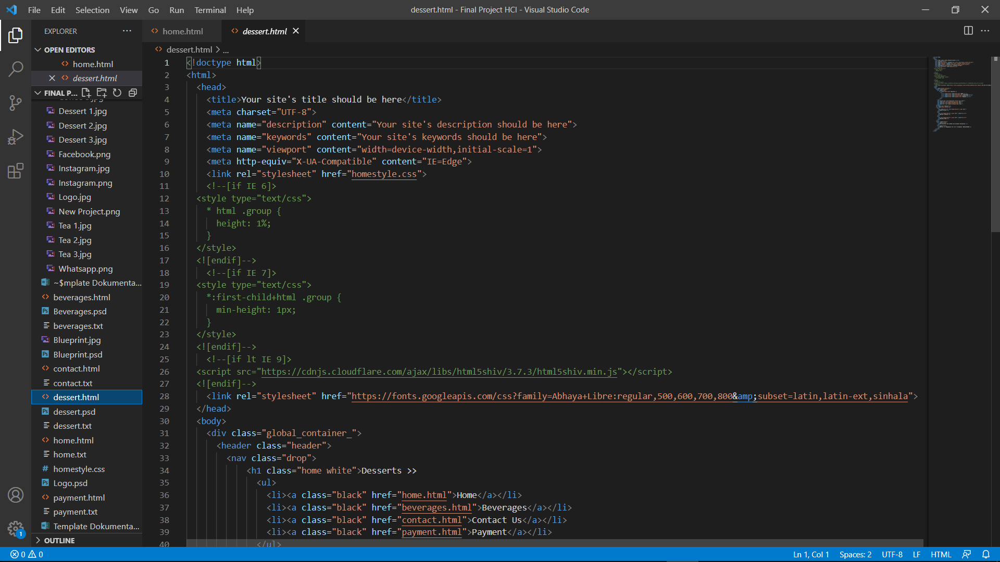 File Edit Selection View Go Run Terminal Help
dessert.html - Final Project HCI - Visual Studio Code
EXPLORER
OPEN EDITORS
home.html
dessert.html
FINAL P...
Dessert 1.jpg
Dessert 2.jpg
Dessert 3.jpg
Facebook.png
Instagram.jpg
Instagram.png
Logo.jpg
New Project.png
Tea 1.jpg
Tea 2.jpg
Tea 3.jpg
Whatsapp.png
~$mplate Dokumenta...
beverages.html
Beverages.psd
beverages.txt
Blueprint.jpg
Blueprint.psd
contact.html
contact.txt
dessert.html
dessert.psd
dessert.txt
home.html
home.txt
homestyle.css
Logo.psd
payment.html
payment.txt
Template Dokumenta...
OUTLINE
home.html
dessert.html
dessert.html > ...
1 <!doctype html>
2 <html>
3 <head>
4 <title>Your site's title should be here</title>
5 <meta charset="UTF-8">
6 <meta name="description" content="Your site's description should be here">
7 <meta name="keywords" content="Your site's keywords should be here">
8 <meta name="viewport" content="width=device-width,initial-scale=1">
9 <meta http-equiv="X-UA-Compatible" content="IE=Edge">
10 <link rel="stylesheet" href="homestyle.css">
11 <!--[if IE 6]>
12 <style type="text/css">
13 * html .group {
14 height: 1%;
15 }
16 </style>
17 <![endif]-->
18 <!--[if IE 7]>
19 <style type="text/css">
20 *:first-child+html .group {
21 min-height: 1px;
22 }
23 </style>
24 <![endif]-->
25 <!--[if lt IE 9]>
26 <script src="https://cdnjs.cloudflare.com/ajax/libs/html5shiv/3.7.3/html5shiv.min.js"></script>
27 <![endif]-->
28 <link rel="stylesheet" href="https://fonts.googleapis.com/css?family=Abhaya+Libre:regular,500,600,700,800&amp;subset=latin,latin-ext,sinhala">
29 </head>
30 <body>
31 <div class="global_container_">
32 <header class="header">
33 <nav class="drop">
34 <h1 class="home white">Desserts >>
35 <ul>
36 <li><a class="black" href="home.html">Home</a></li>
37 <li><a class="black" href="beverages.html">Beverages</a></li>
38 <li><a class="black" href="contact.html">Contact Us</a></li>
39 <li><a class="black" href="payment.html">Payment</a></li>
40 </ul>
1
0 0
Ln 1, Col 1 Spaces: 2 UTF-8 LF HTML